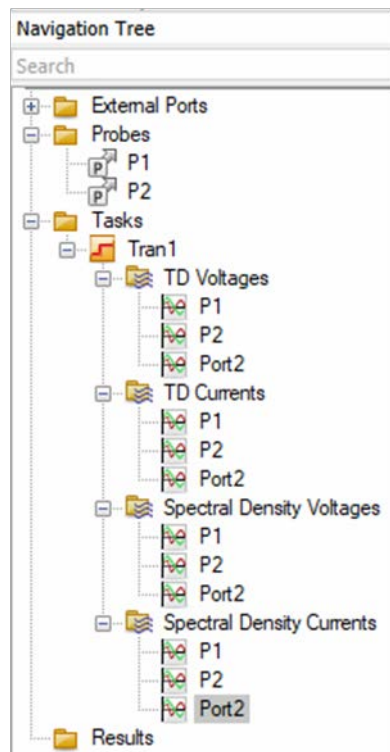 Navigation Tree
Search
External Ports
Probes
P P1
P P2
Tasks
Tran1
TD Voltages
P1
P2
Port2
TD Currents
P1
P2
Port2
Spectral Density Voltages
P1
P2
Port2
Spectral Density Currents
P1
P2
Port2
Results